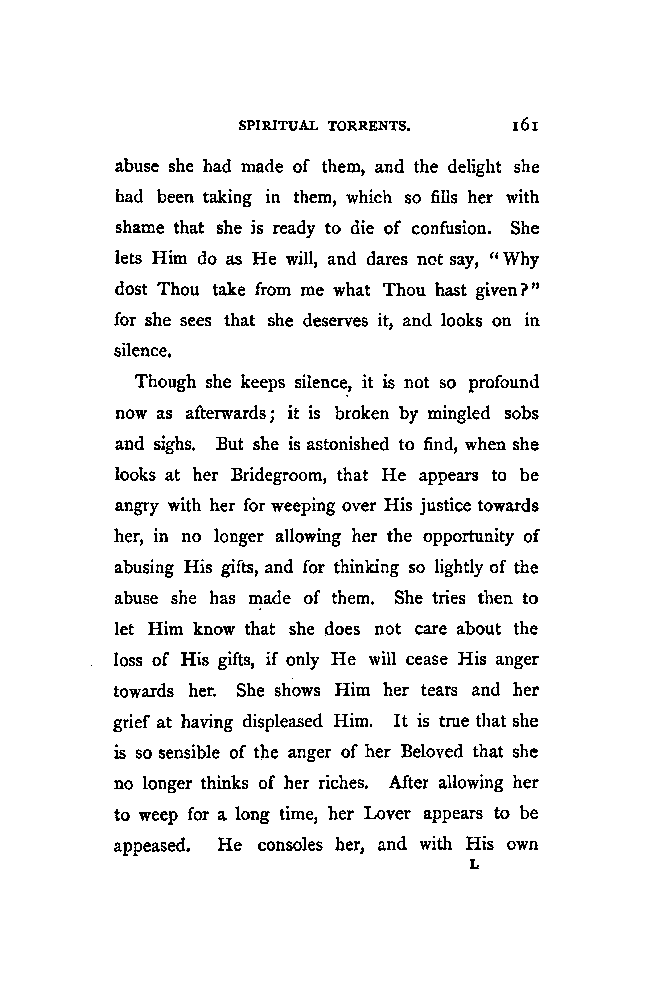 SPIRITUAL TORRENTS. 161
abuse she had made of them, and the delight she
had been taking in them, which so fills her with
shame that she is ready to die of confusion. She
lets Him do as He will, and dares not say, “Why
dost Thou take from me what Thou hast given?”
for she sees that she deserves it, and looks on in
silence.
Though she keeps silence, it is not so profound
now as afterwards; it is broken by mingled sobs
and sighs. But she is astonished to find, when she
looks at her Bridegroom, that He appears to be
angry with her for weeping over His justice towards
her, in no longer allowing her the opportunity of
abusing His gifts, and for thinking so lightly of the
abuse she has made of them. She tries then to
let Him know that she does not care about the
loss of His gifts, if only He will cease His anger
towards her. She shows Him her tears and her
grief at having displeased Him. It is true that she
is so sensible of the anger of her Beloved that she
no longer thinks of her riches. After allowing her
to weep for a long time, her Lover appears to be
appeased. He consoles her, and with His own
L